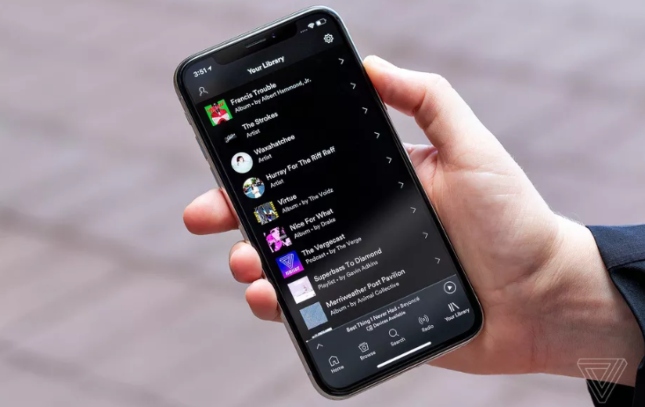 3:51
Your Library
Francis Trouble
Album • by Albert Hammond, Jr.
The Strokes
Artist
Waxahatchee
Artist
Hurray For The Riff Raff
Artist
Virtue
Album • by The Voidz
Nice For What
Album • by Drake
The Vergecast
Podcast • by The Verge
Superbass To Diamond
Playlist • by Gavin Adkins
Merriweather Post Pavilion
Album • by Animal Collective
Best Thing I Never Had • Beyoncé
Devices Available
Home
Browse
Search
Radio
Your Library